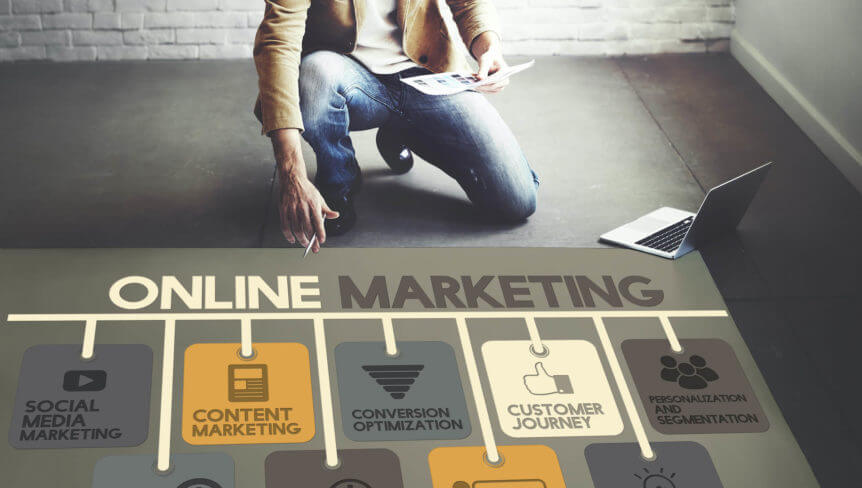 ONLINE MARKETING
SOCIAL
MEDIA
MARKETING
CONTENT
MARKETING
CONVERSION
OPTIMIZATION
CUSTOMER
JOURNEY
PERSONALIZATION
AND
SEGMENTATION